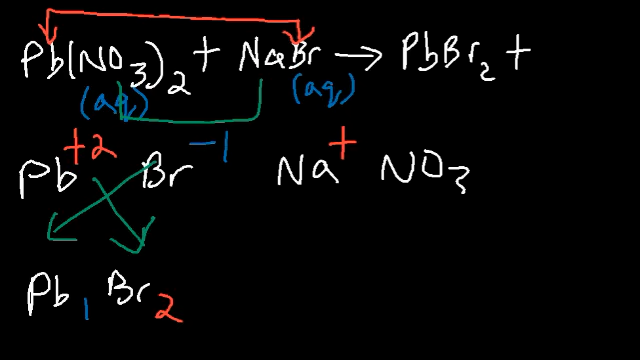 Pb(NO₃)₂ + NaBr → PbBr₂ +
(aq) (aq)
Pb⁺² Br⁻¹ Na⁺ NO₃
Pb₁ Br₂